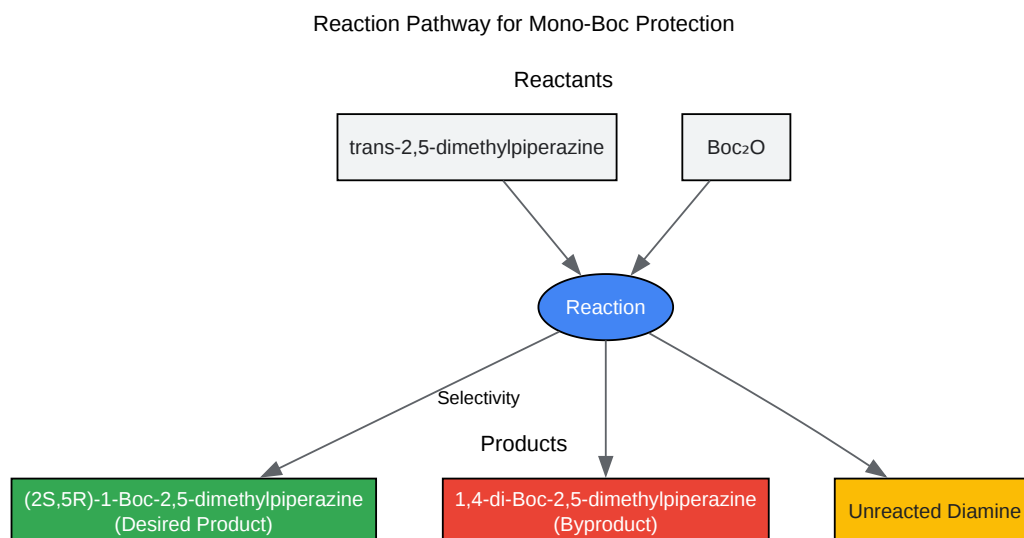 Reaction Pathway for Mono-Boc Protection
Reactants
trans-2,5-dimethylpiperazine
Boc₂O
Reaction
Selectivity
Products
(2S,5R)-1-Boc-2,5-dimethylpiperazine
(Desired Product)
1,4-di-Boc-2,5-dimethylpiperazine
(Byproduct)
Unreacted Diamine